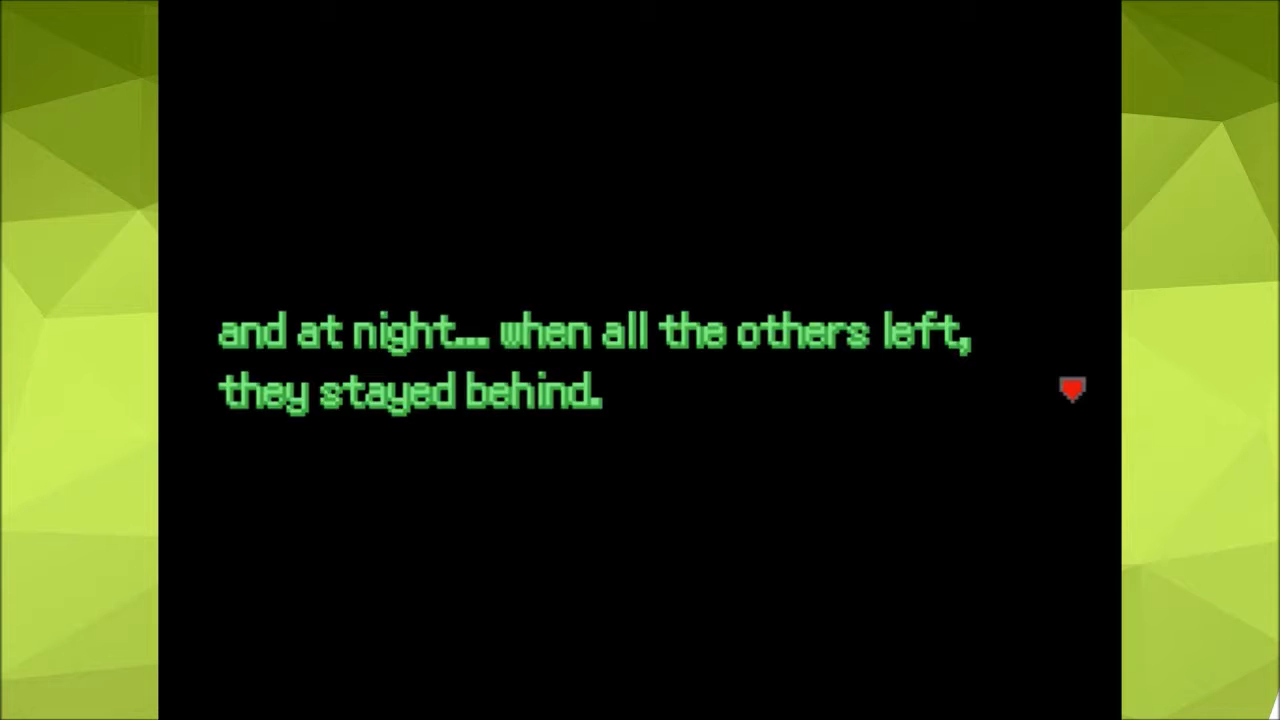 and at night... when all the others left,
they stayed behind.